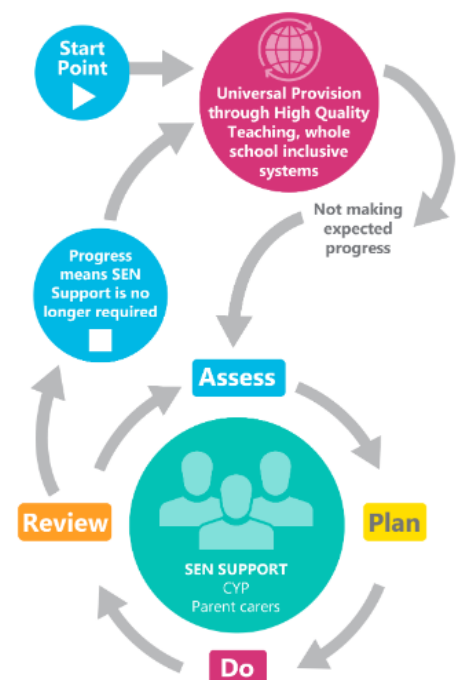 Start
Point
Universal Provision
through High Quality
Teaching, whole
school inclusive
systems
Not making
expected
progress
Progress
means SEN
Support is no
longer required
Assess
Plan
Do
Review
SEN SUPPORT
CYP
Parent carers